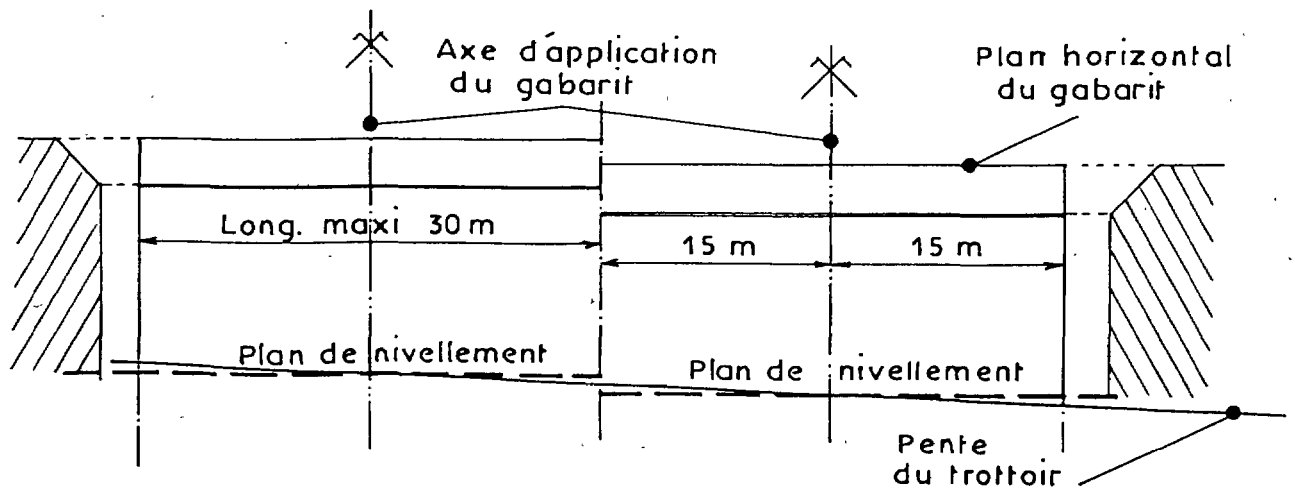 Axe d'application
du gabarit
Plan horizontal
du gabarit
Long. maxi 30 m
15 m
15 m
Plan de nivellement
Plan de nivellement
Pente
du trottoir